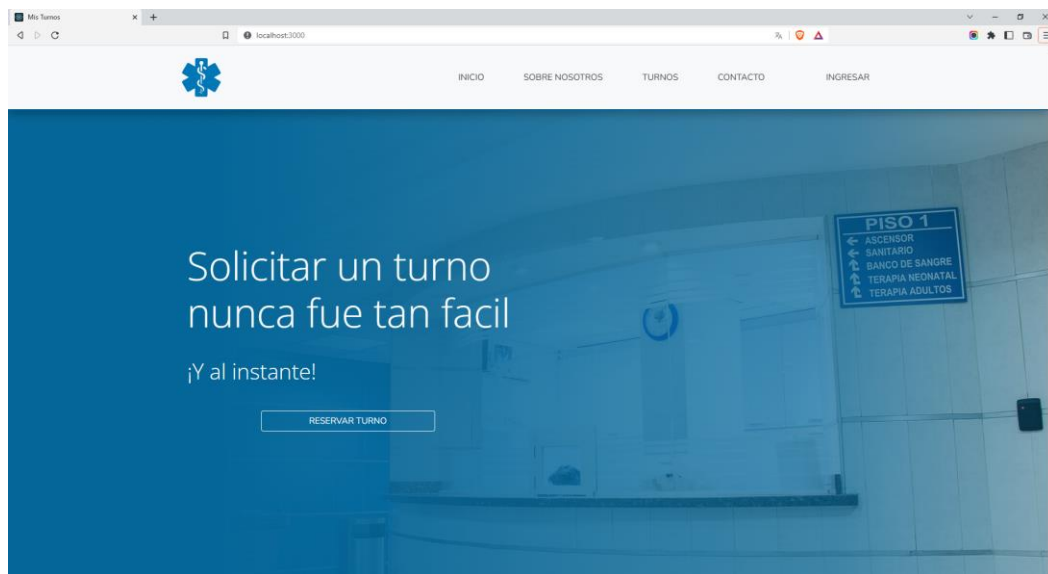 Mis Turnos
localhost:3000
INICIO SOBRE NOSOTROS TURNOS CONTACTO INGRESAR
Solicitar un turno
nunca fue tan facil
¡Y al instante!
RESERVAR TURNO
PISO 1
ASCENSOR
SANITARIO
BANCO DE SANGRE
TERAPIA NEONATAL
TERAPIA ADULTOS